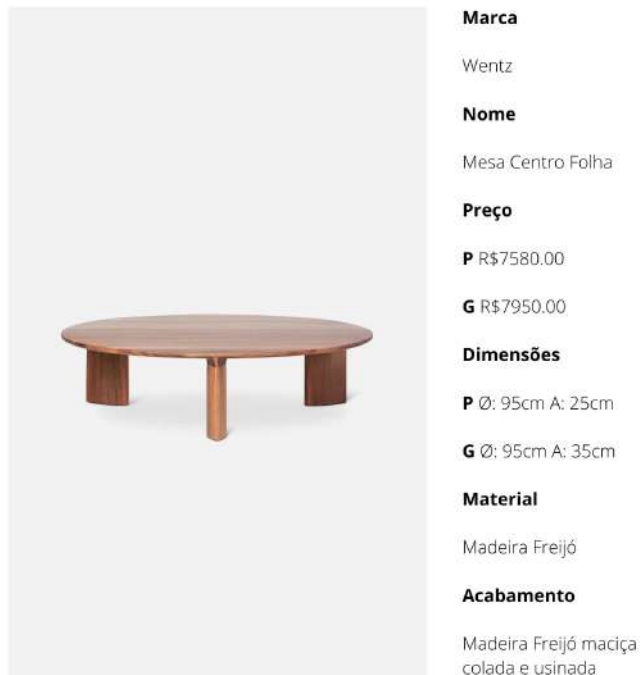 Marca
Wentz
Nome
Mesa Centro Folha
Preço
P R$7580.00
G R$7950.00
Dimensões
P Ø: 95cm A: 25cm
G Ø: 95cm A: 35cm
Material
Madeira Freijó
Acabamento
Madeira Freijó maciça
colada e usinada